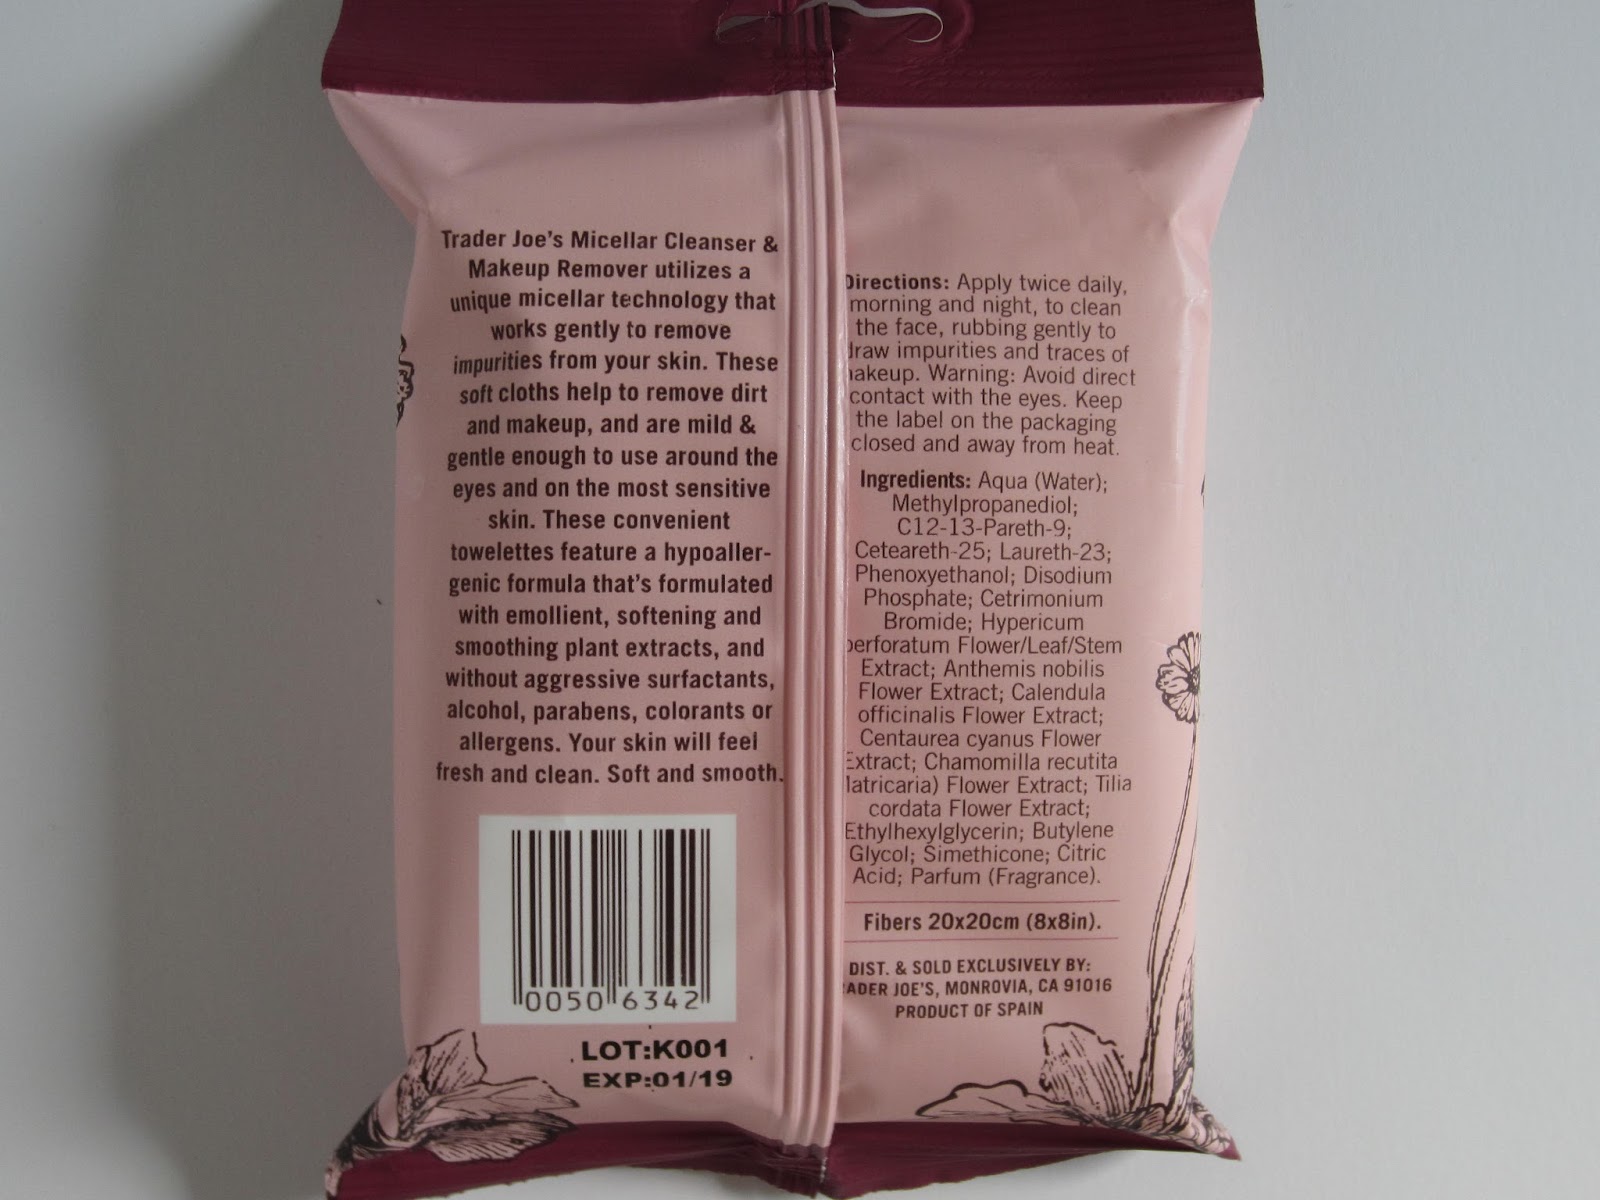 Trader Joe's Micellar Cleanser &
Makeup Remover utilizes a
unique micellar technology that
works gently to remove
impurities from your skin. These
soft cloths help to remove dirt
and makeup, and are mild &
gentle enough to use around the
eyes and on the most sensitive
skin. These convenient
towelettes feature a hypoaller-
genic formula that's formulated
with emollient, softening and
smoothing plant extracts, and
without aggressive surfactants,
alcohol, parabens, colorants or
allergens. Your skin will feel
fresh and clean. Soft and smooth.
0050 6342
LOT:K001
EXP:01/19
Directions: Apply twice daily,
morning and night, to clean
the face, rubbing gently to
draw impurities and traces of
makeup. Warning: Avoid direct
contact with the eyes. Keep
the label on the packaging
closed and away from heat.
Ingredients: Aqua (Water);
Methylpropanediol;
C12-13-Pareth-9;
Ceteareth-25; Laureth-23;
Phenoxyethanol; Disodium
Phosphate; Cetrimonium
Bromide; Hypericum
perforatum Flower/Leaf/Stem
Extract; Anthemis nobilis
Flower Extract; Calendula
officinalis Flower Extract;
Centaurea cyanus Flower
Extract; Chamomilla recutita
(Matricaria) Flower Extract; Tilia
cordata Flower Extract;
Ethylhexylglycerin; Butylene
Glycol; Simethicone; Citric
Acid; Parfum (Fragrance).
Fibers 20x20cm (8x8in).
DIST. & SOLD EXCLUSIVELY BY:
TRADER JOE'S, MONROVIA, CA 91016
PRODUCT OF SPAIN